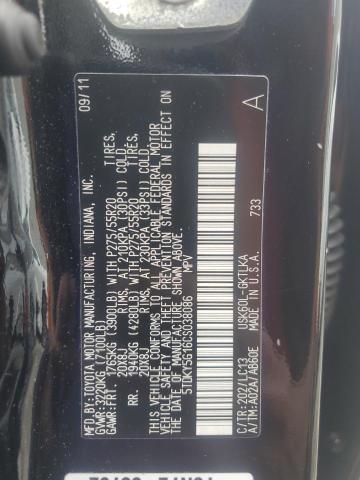 MFD. BY:
TOYOTA MOTOR MANUFACTURING, INDIANA, INC. 09/11
GVWR: 3220KG (7100LB)
GAWR:FRT. 1765KG (3900LB) WITH P275/55R20 TIRES,
20X8J RIMS, AT 210KPA (30PSI) COLD.
RR. 1940KG (4280LB) WITH P275/55R20 TIRES,
20X8J RIMS, AT 230KPA (33PSI) COLD.
THIS VEHICLE CONFORMS TO ALL APPLICABLE FEDERAL MOTOR
VEHICLE SAFETY, BUMPER, AND THEFT PREVENTION STANDARDS IN EFFECT
ON THE DATE OF MANUFACTURE SHOWN ABOVE.
5TDKY5G16CS038086
MPV
A
C/TR: 202/LC13 USK60L-GKTLKA
A/TM: A02A/AB60E MADE IN U.S.A. 733